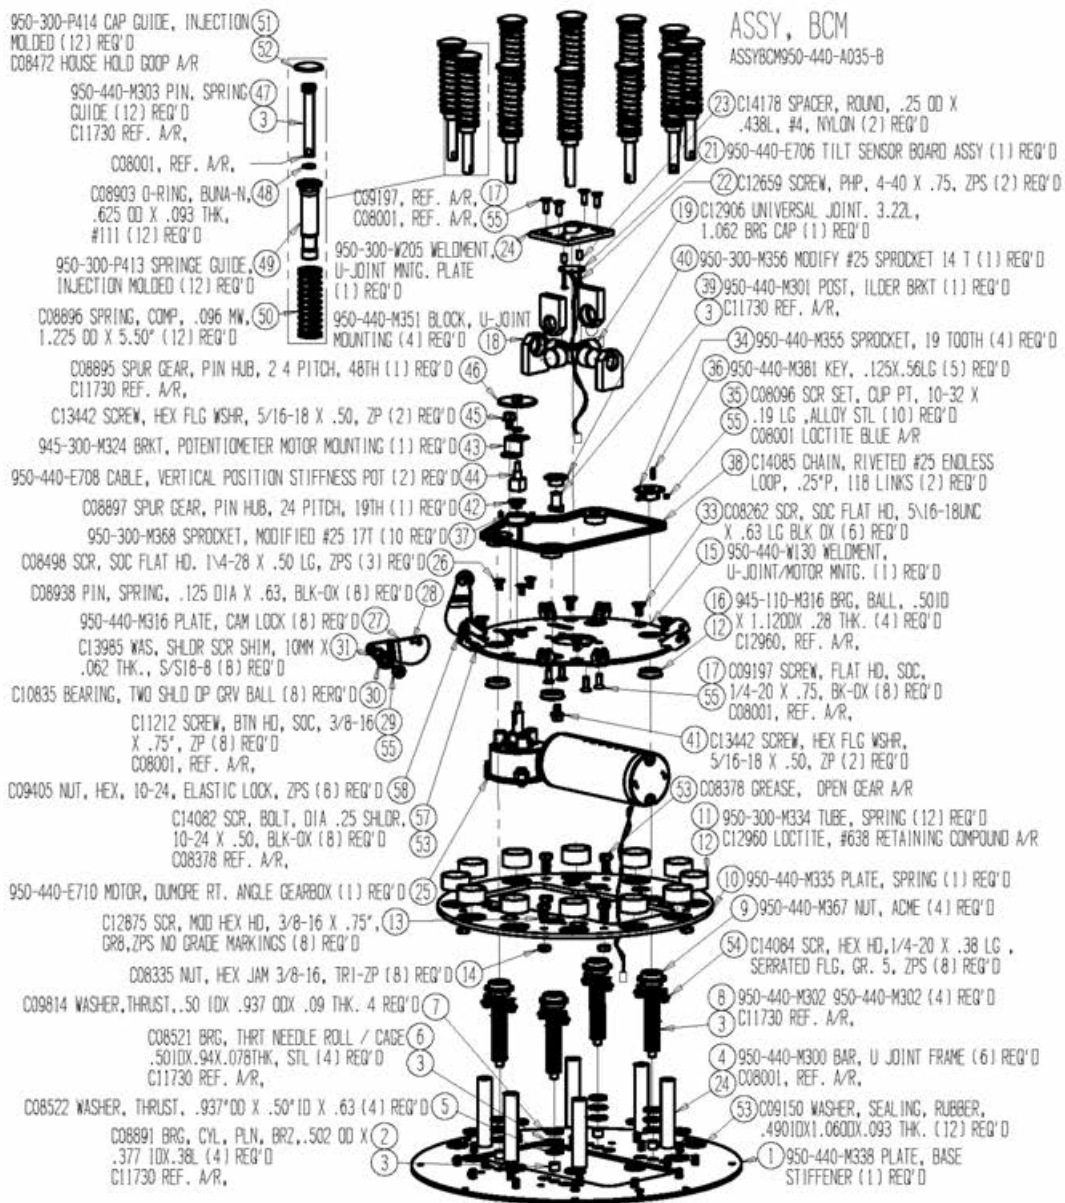 ASSY, BCM
ASSYBCM950-440-A035-B
950-300-P414 CAP GUIDE, INJECTION 51
MOLDED (12) REQ'D 52
C08472 HOUSE HOLD GOOP A/R
950-440-M303 PIN, SPRING 47
GUIDE (12) REQ'D 3
C11730 REF. A/R,
C08001, REF. A/R,
C08903 O-RING, BUNA-N, 48
.625 OD X .093 THK,
#111 (12) REQ'D
950-300-P413 SPRINGE GUIDE, 49
INJECTION MOLDED (12) REQ'D
C08896 SPRING, COMP, .096 MW, 50
1.225 OD X 5.50" (12) REQ'D
C09197, REF. A/R, 17
C08001, REF. A/R, 55
950-300-W205 WELDMENT, 24
U-JOINT MNTG. PLATE
(1) REQ'D
950-440-M351 BLOCK, U-JOINT
MOUNTING (4) REQ'D 18
C08895 SPUR GEAR, PIN HUB, 2 4 PITCH, 48TH (1) REQ'D 46
C11730 REF. A/R,
C13442 SCREW, HEX FLG WSHR, 5/16-18 X .50, ZP (2) REQ'D 45
945-300-M324 BRKT, POTENTIOMETER MOTOR MOUNTING (1) REQ'D 43
950-440-E708 CABLE, VERTICAL POSITION STIFFNESS POT (2) REQ'D 44
C08897 SPUR GEAR, PIN HUB, 24 PITCH, 19TH (1) REQ'D 42
950-300-M368 SPROCKET, MODIFIED #25 17T (10 REQ'D 37
C08498 SCR, SOC FLAT HD. 1\4-28 X .50 LG, ZPS (3) REQ'D 26
C08938 PIN, SPRING, .125 DIA X .63, BLK-OX (8) REQ'D 28
950-440-M316 PLATE, CAM LOCK (8) REQ'D 27
C13985 WAS, SHLDR SCR SHIM, 10MM X 31
.062 THK., S/S18-8 (8) REQ'D
C10835 BEARING, TWO SHLD DP GRV BALL (8) RERQ'D 30
C11212 SCREW, BTN HD, SOC, 3/8-16 29
X .75", ZP (8) REQ'D 55
C08001, REF. A/R,
C09405 NUT, HEX, 10-24, ELASTIC LOCK, ZPS (8) REQ'D 58
C14082 SCR, BOLT, DIA .25 SHLDR, 57
10-24 X .50, BLK-OX (8) REQ'D 53
C08378 REF. A/R,
950-440-E710 MOTOR, DUMORE RT. ANGLE GEARBOX (1) REQ'D 25
C12875 SCR, MOD HEX HD, 3/8-16 X .75", 13
GR8,ZPS NO GRADE MARKINGS (8) REQ'D
C08335 NUT, HEX JAM 3/8-16, TRI-ZP (8) REQ'D 14
C09814 WASHER,THRUST,.50 IDX .937 ODX .09 THK. 4 REQ'D 7
C08521 BRG, THRT NEEDLE ROLL / CAGE 6
.50IDX.94X.078THK, STL (4) REQ'D 3
C11730 REF. A/R,
C08522 WASHER, THRUST, .937"OD X .50"ID X .63 (4) REQ'D 5
C08891 BRG, CYL, PLN, BRZ,.502 OD X 2
.377 IDX.38L (4) REQ'D 3
C11730 REF. A/R,
23 C14178 SPACER, ROUND, .25 OD X
.438L, #4, NYLON (2) REQ'D
21 950-440-E706 TILT SENSOR BOARD ASSY (1) REQ'D
22 C12659 SCREW, PHP, 4-40 X .75, ZPS (2) REQ'D
19 C12906 UNIVERSAL JOINT. 3.22L,
1.062 BRG CAP (1) REQ'D
40 950-300-M356 MODIFY #25 SPROCKET 14 T (1) REQ'D
39 950-440-M301 POST, ILDER BRKT (1) REQ'D
3 C11730 REF. A/R,
34 950-440-M355 SPROCKET, 19 TOOTH (4) REQ'D
36 950-440-M381 KEY, .125X.56LG (5) REQ'D
35 C08096 SCR SET, CUP PT, 10-32 X
55 .19 LG ,ALLOY STL (10) REQ'D
C08001 LOCTITE BLUE A/R
38 C14085 CHAIN, RIVETED #25 ENDLESS
LOOP, .25"P, 118 LINKS (2) REQ'D
33 C08262 SCR, SOC FLAT HD, 5\16-18UNC
X .63 LG BLK OX (6) REQ'D
15 950-440-W130 WELDMENT,
U-JOINT/MOTOR MNTG. (1) REQ'D
16 945-110-M316 BRG, BALL, .50ID
12 X 1.12ODX .28 THK. (4) REQ'D
C12960, REF. A/R,
17 C09197 SCREW, FLAT HD, SOC,
55 1/4-20 X .75, BK-OX (8) REQ'D
C08001, REF. A/R,
41 C13442 SCREW, HEX FLG WSHR,
5/16-18 X .50, ZP (2) REQ'D
53 C08378 GREASE, OPEN GEAR A/R
11 950-300-M334 TUBE, SPRING (12) REQ'D
12 C12960 LOCTITE, #638 RETAINING COMPOUND A/R
10 950-440-M335 PLATE, SPRING (1) REQ'D
9 950-440-M367 NUT, ACME (4) REQ'D
54 C14084 SCR, HEX HD,1/4-20 X .38 LG ,
SERRATED FLG, GR. 5, ZPS (8) REQ'D
8 950-440-M302 950-440-M302 (4) REQ'D
3 C11730 REF. A/R,
4 950-440-M300 BAR, U JOINT FRAME (6) REQ'D
24 C08001, REF. A/R,
53 C09150 WASHER, SEALING, RUBBER,
.490IDX1.06ODX.093 THK. (12) REQ'D
1 950-440-M338 PLATE, BASE
STIFFENER (1) REQ'D